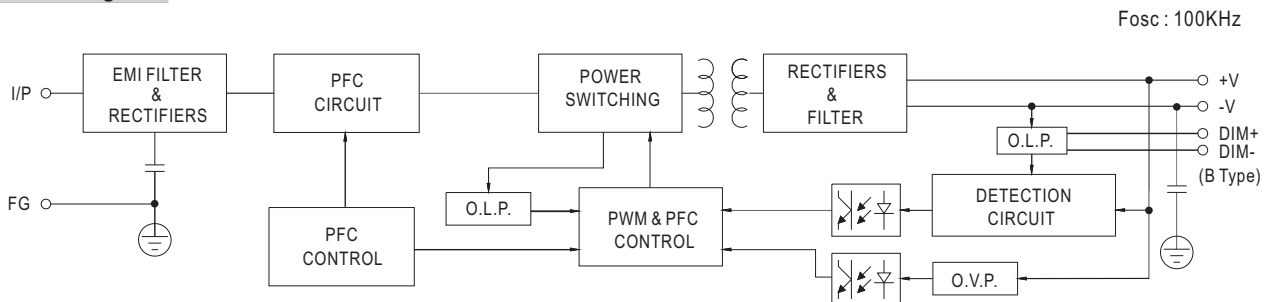 Fosc : 100KHz
I/P
EMI FILTER
&
RECTIFIERS
PFC
CIRCUIT
POWER
SWITCHING
RECTIFIERS
&
FILTER
+V
-V
DIM+
DIM-
(B Type)
O.L.P.
FG
O.L.P.
DETECTION
CIRCUIT
PFC
CONTROL
PWM & PFC
CONTROL
O.V.P.